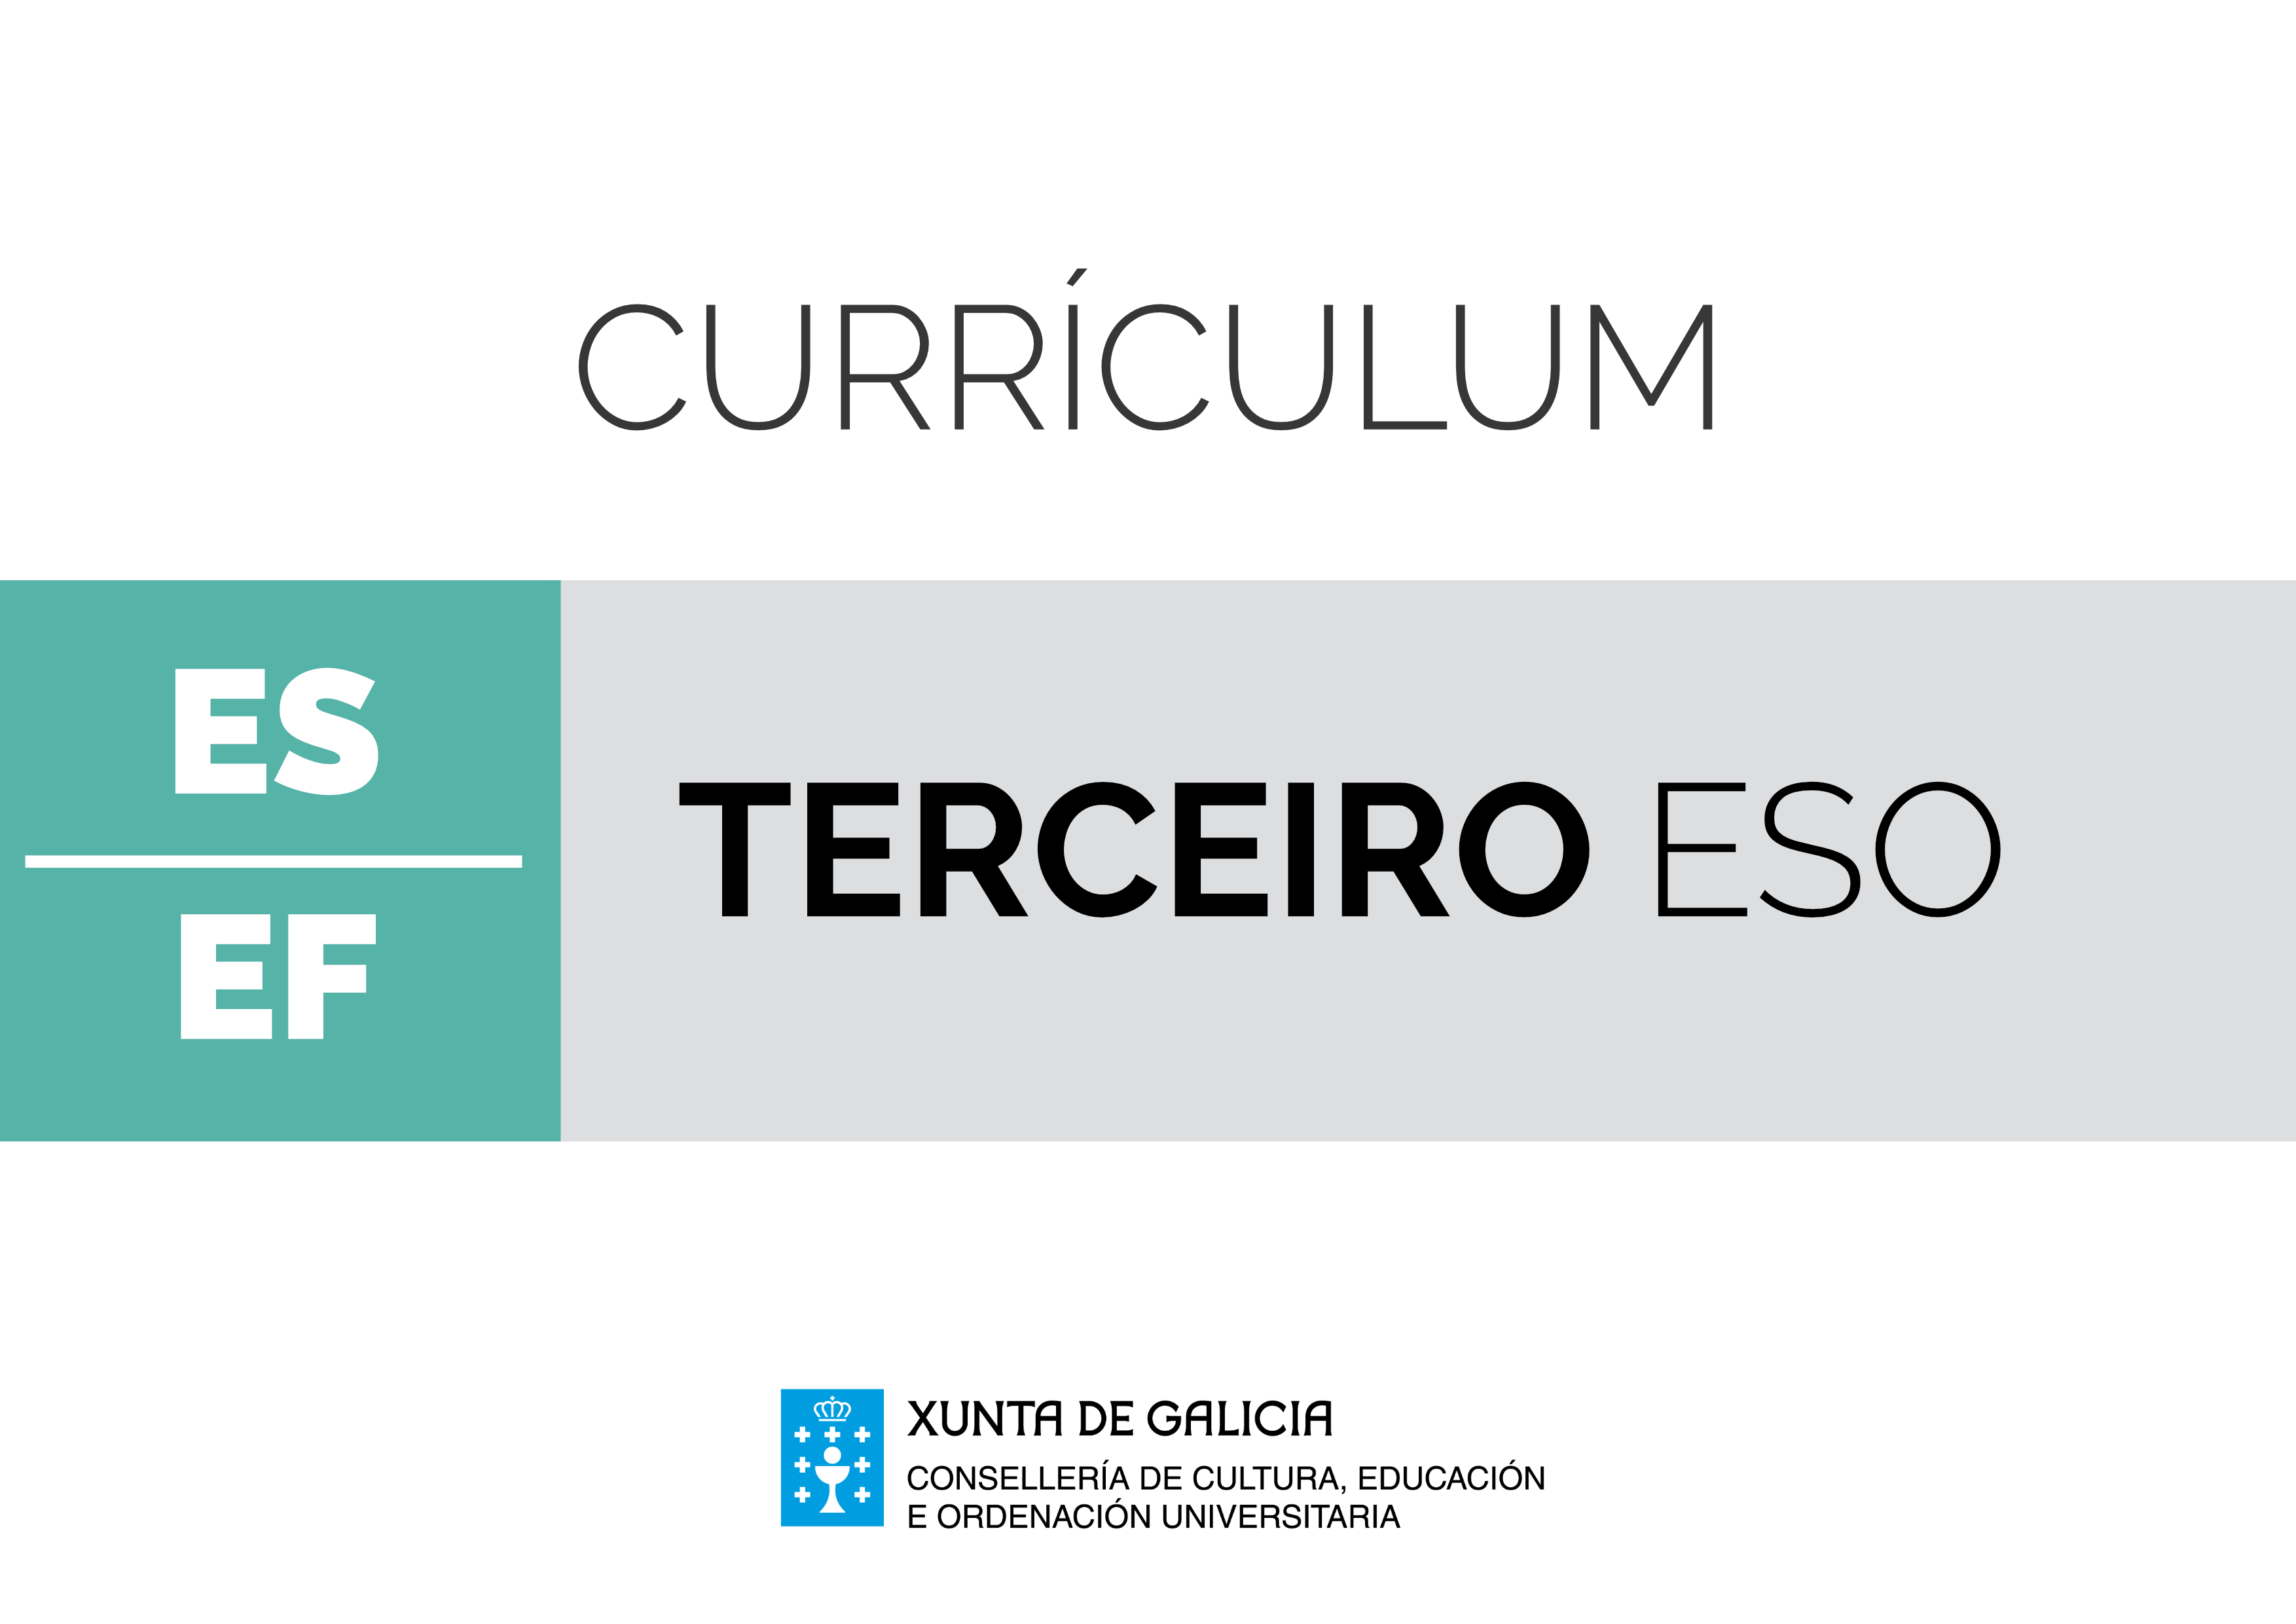 CURRÍCULUM
ES
EF
TERCEIRO ESO
XUNTA DE GALICIA
CONSELLERÍA DE CULTURA, EDUCACIÓN
E ORDENACIÓN UNIVERSITARIA